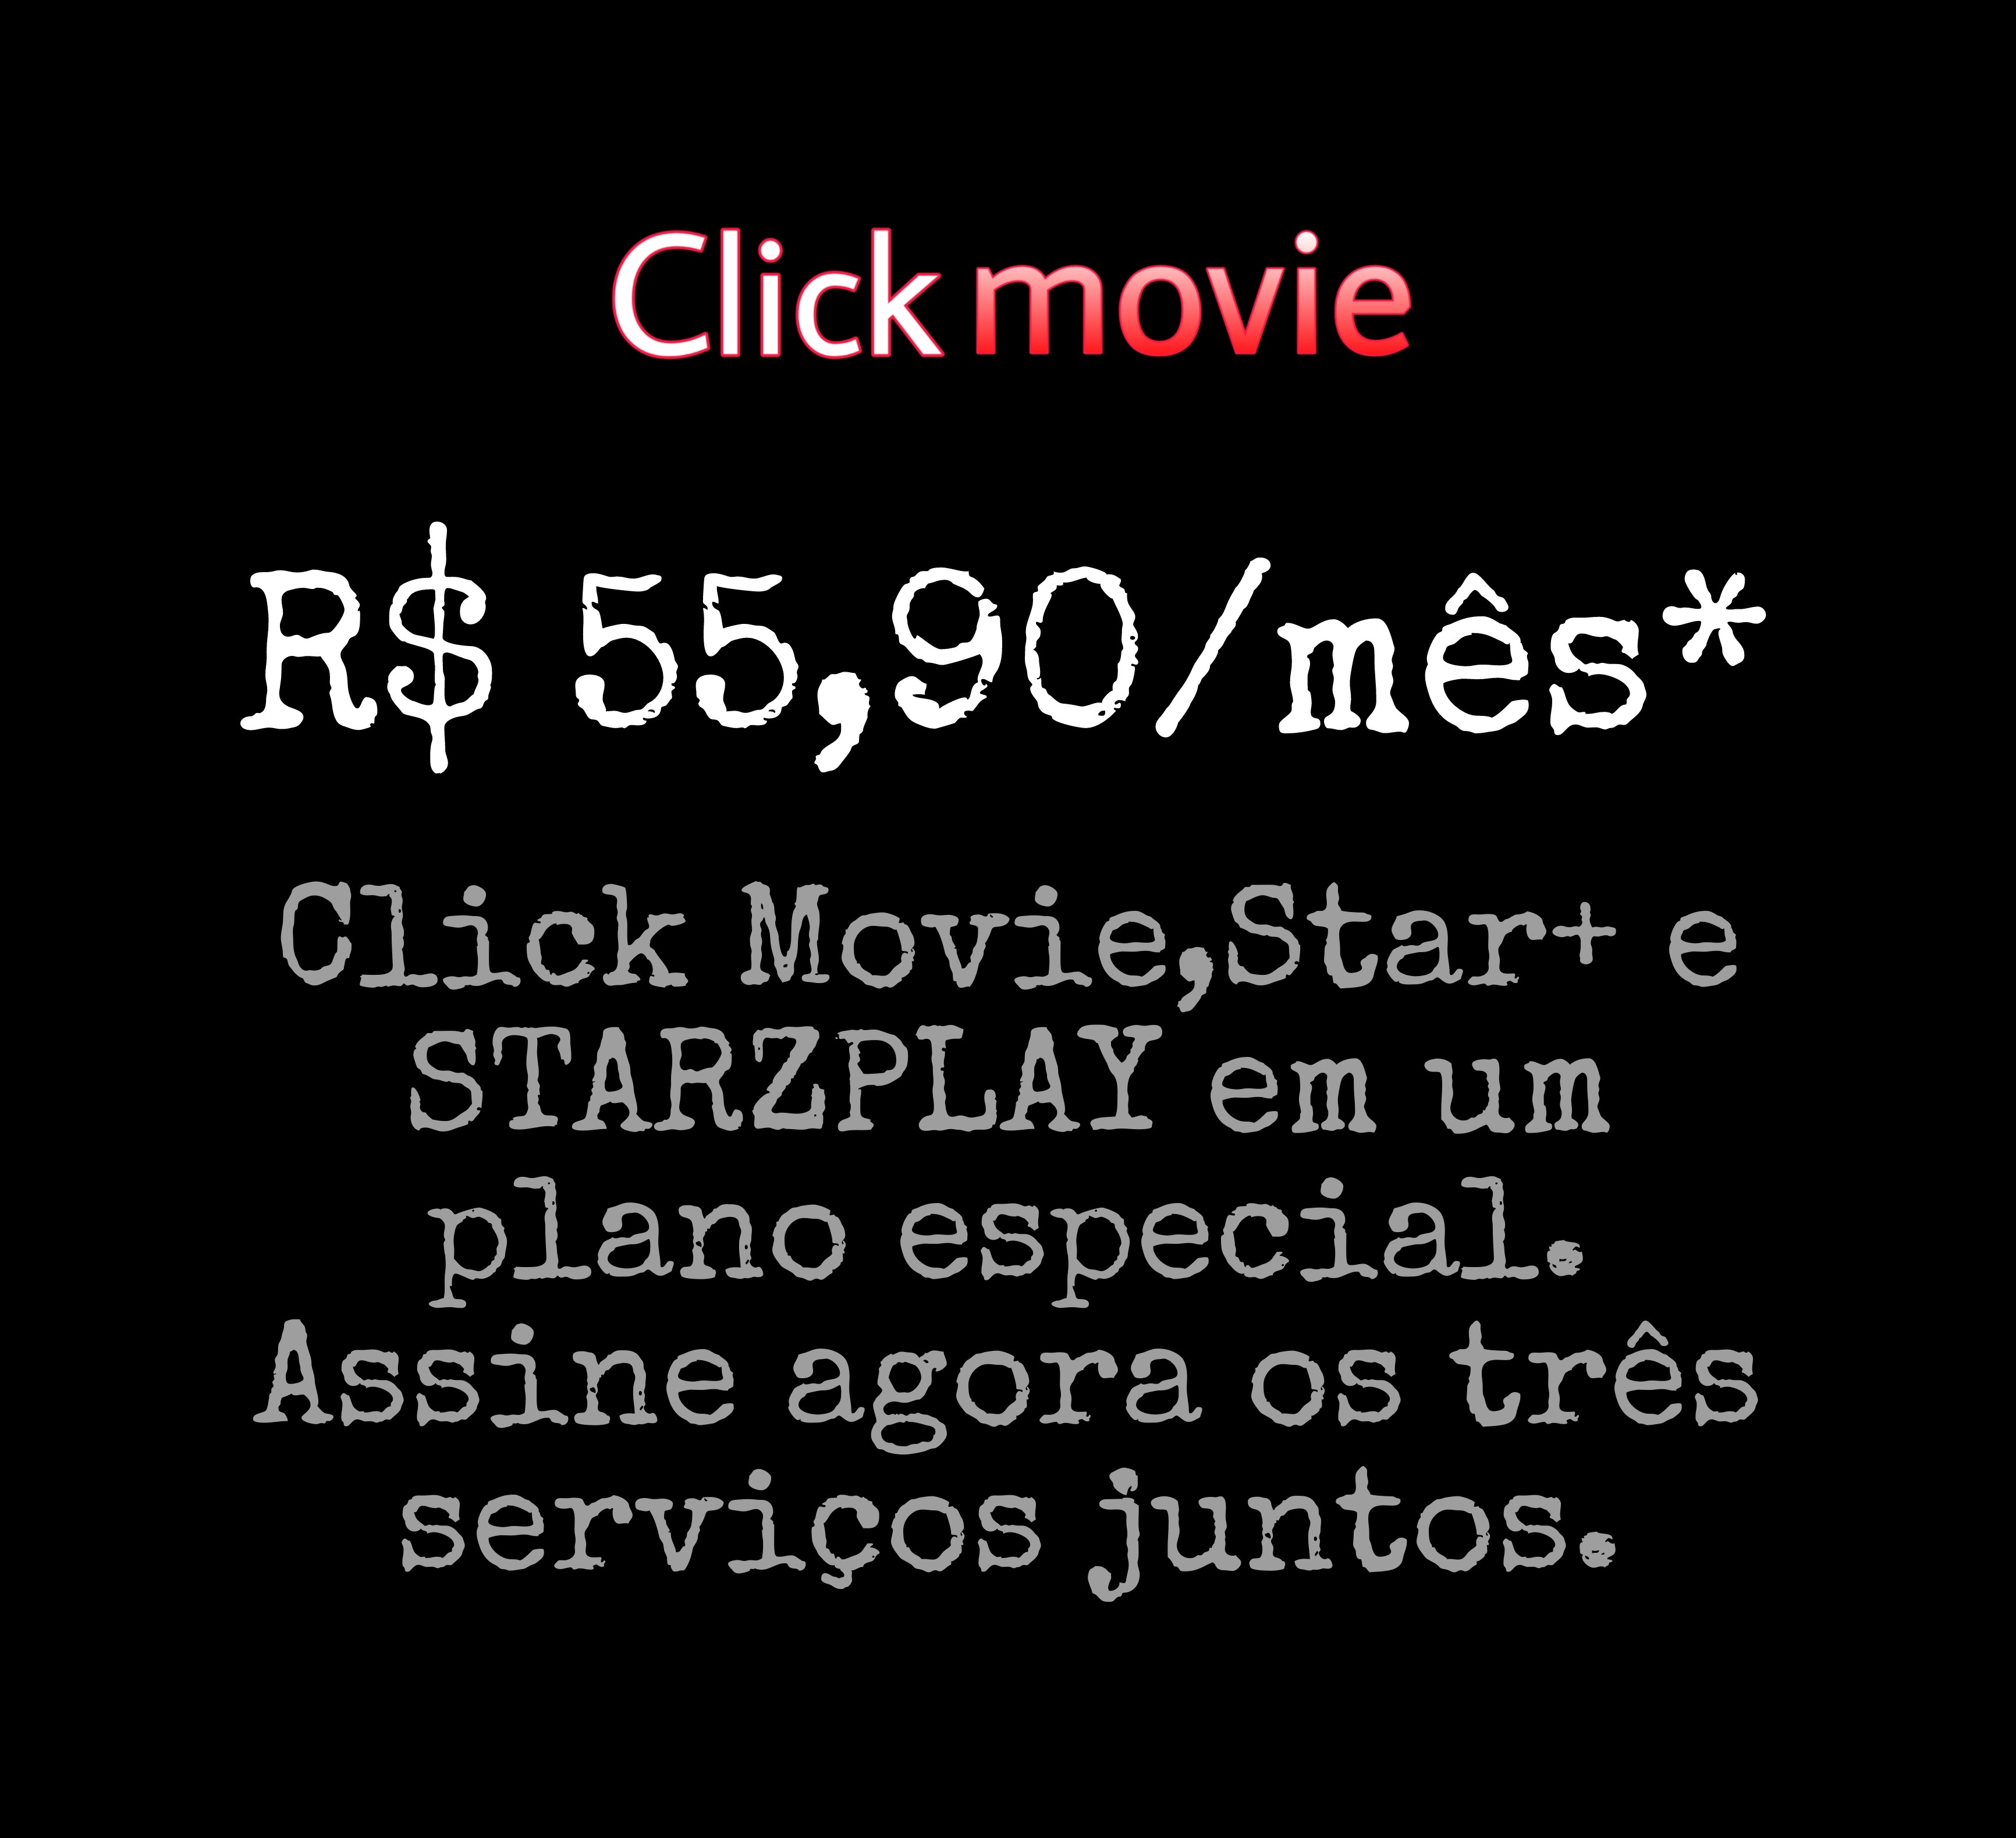 Click movie
R$ 55,90/mês*
Click Movie,Star+ e
STARZPLAY em um
plano especial.
Assine agora os três
serviços juntos.